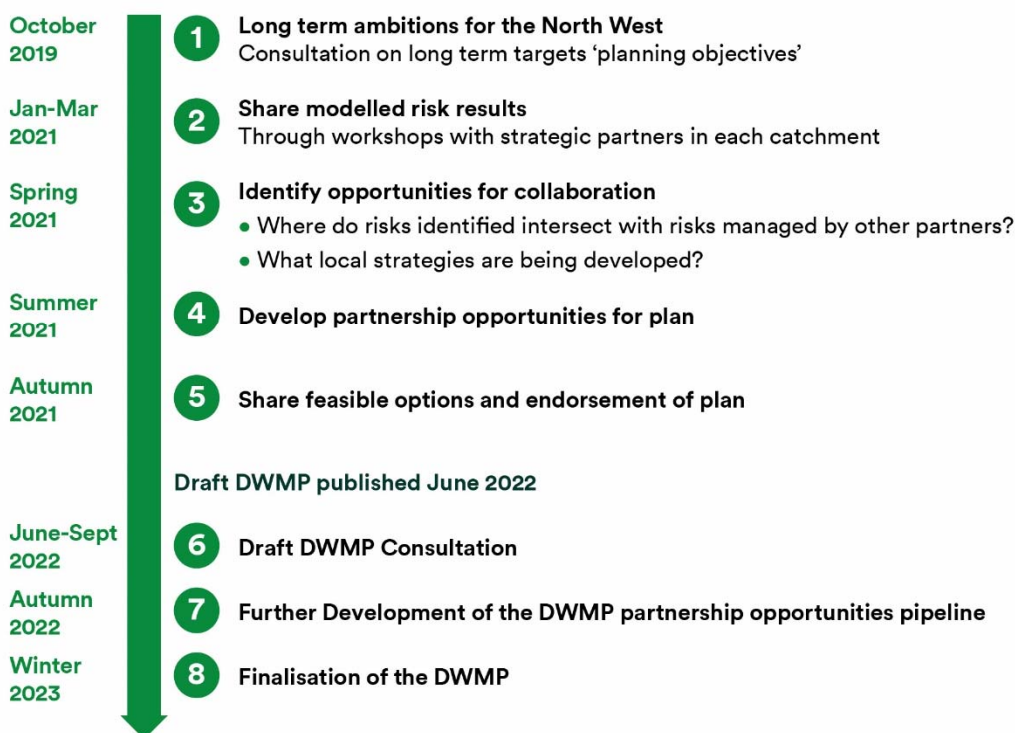 October
2019
1
Long term ambitions for the North West
Consultation on long term targets ‘planning objectives’
Jan-Mar
2021
2
Share modelled risk results
Through workshops with strategic partners in each catchment
Spring
2021
3
Identify opportunities for collaboration
• Where do risks identified intersect with risks managed by other partners?
• What local strategies are being developed?
Summer
2021
4
Develop partnership opportunities for plan
Autumn
2021
5
Share feasible options and endorsement of plan
Draft DWMP published June 2022
June-Sept
2022
6
Draft DWMP Consultation
Autumn
2022
7
Further Development of the DWMP partnership opportunities pipeline
Winter
2023
8
Finalisation of the DWMP